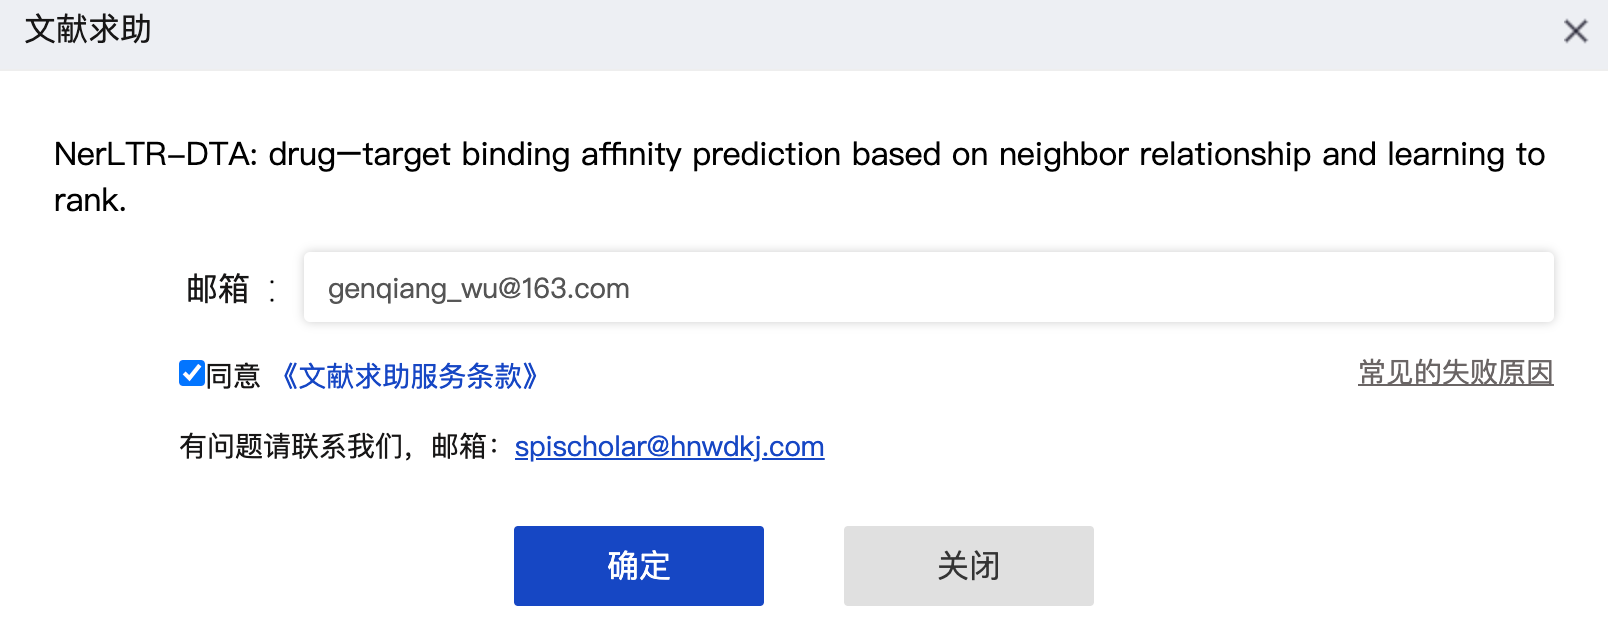 文献求助
NerLTR-DTA: drug—target binding affinity prediction based on neighbor relationship and learning to
rank.
邮箱 : genqiang_wu@163.com
同意 《文献求助服务条款》 常见的失败原因
有问题请联系我们，邮箱：spischolar@hnwdkj.com
确定 关闭